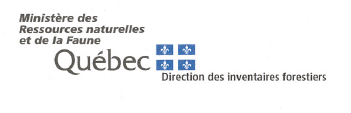 Ministère des
Ressources naturelles
et de la Faune
Québec
Direction des inventaires forestiers